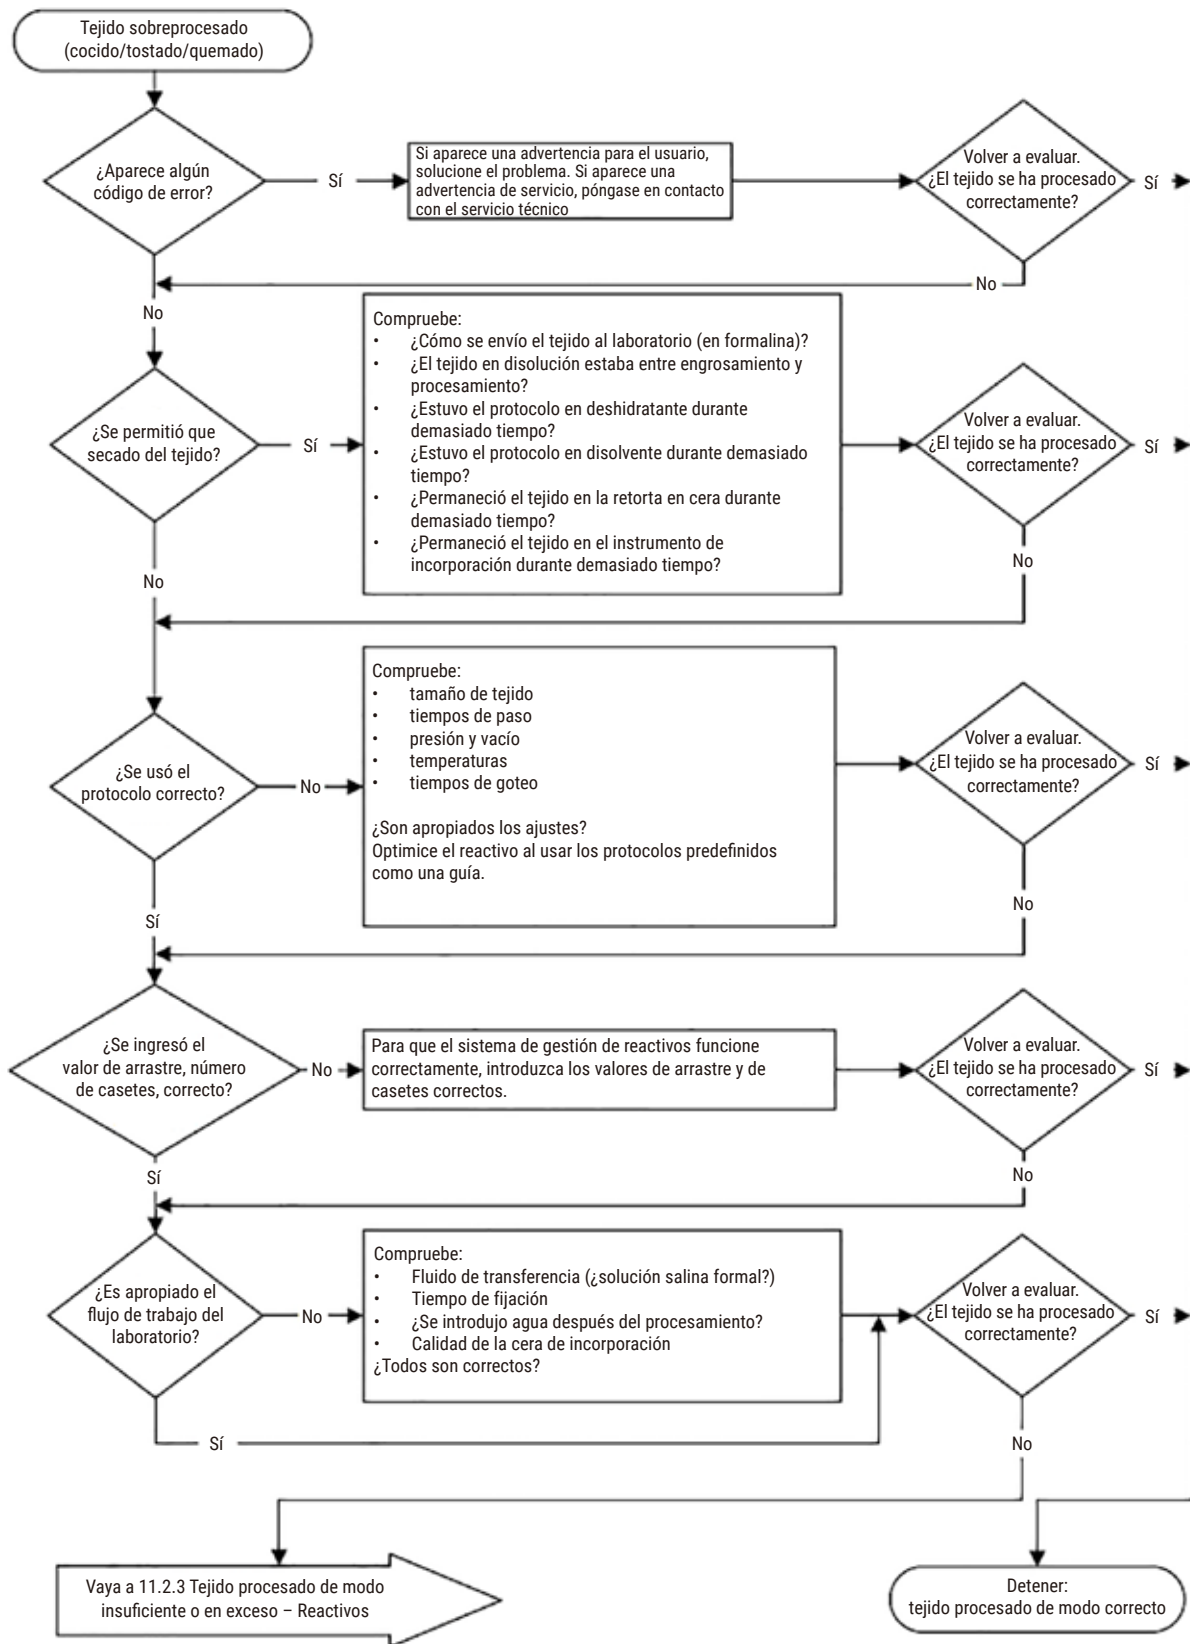 Tejido sobreprocesado
(cocido/tostado/quemado)
¿Aparece algún
código de error?
Sí
Si aparece una advertencia para el usuario,
solucione el problema. Si aparece una
advertencia de servicio, póngase en contacto
con el servicio técnico
Volver a evaluar.
¿El tejido se ha procesado
correctamente?
Sí
No
No
¿Se permitió que
secado del tejido?
Sí
Compruebe:
• ¿Cómo se envío el tejido al laboratorio (en formalina)?
• ¿El tejido en disolución estaba entre engrosamiento y
procesamiento?
• ¿Estuvo el protocolo en deshidratante durante
demasiado tiempo?
• ¿Estuvo el protocolo en disolvente durante demasiado
tiempo?
• ¿Permaneció el tejido en la retorta en cera durante
demasiado tiempo?
• ¿Permaneció el tejido en el instrumento de
incorporación durante demasiado tiempo?
Volver a evaluar.
¿El tejido se ha procesado
correctamente?
Sí
No
No
¿Se usó el
protocolo correcto?
No
Compruebe:
• tamaño de tejido
• tiempos de paso
• presión y vacío
• temperaturas
• tiempos de goteo
¿Son apropiados los ajustes?
Optimice el reactivo al usar los protocolos predefinidos
como una guía.
Volver a evaluar.
¿El tejido se ha procesado
correctamente?
Sí
No
Sí
¿Se ingresó el
valor de arrastre, número
de casetes, correcto?
No
Para que el sistema de gestión de reactivos funcione
correctamente, introduzca los valores de arrastre y de
casetes correctos.
Volver a evaluar.
¿El tejido se ha procesado
correctamente?
Sí
No
Sí
¿Es apropiado el
flujo de trabajo del
laboratorio?
No
Compruebe:
• Fluido de transferencia (¿solución salina formal?)
• Tiempo de fijación
• ¿Se introdujo agua después del procesamiento?
• Calidad de la cera de incorporación
¿Todos son correctos?
Volver a evaluar.
¿El tejido se ha procesado
correctamente?
Sí
Sí
No
Vaya a 11.2.3 Tejido procesado de modo
insuficiente o en exceso – Reactivos
Detener:
tejido procesado de modo correcto